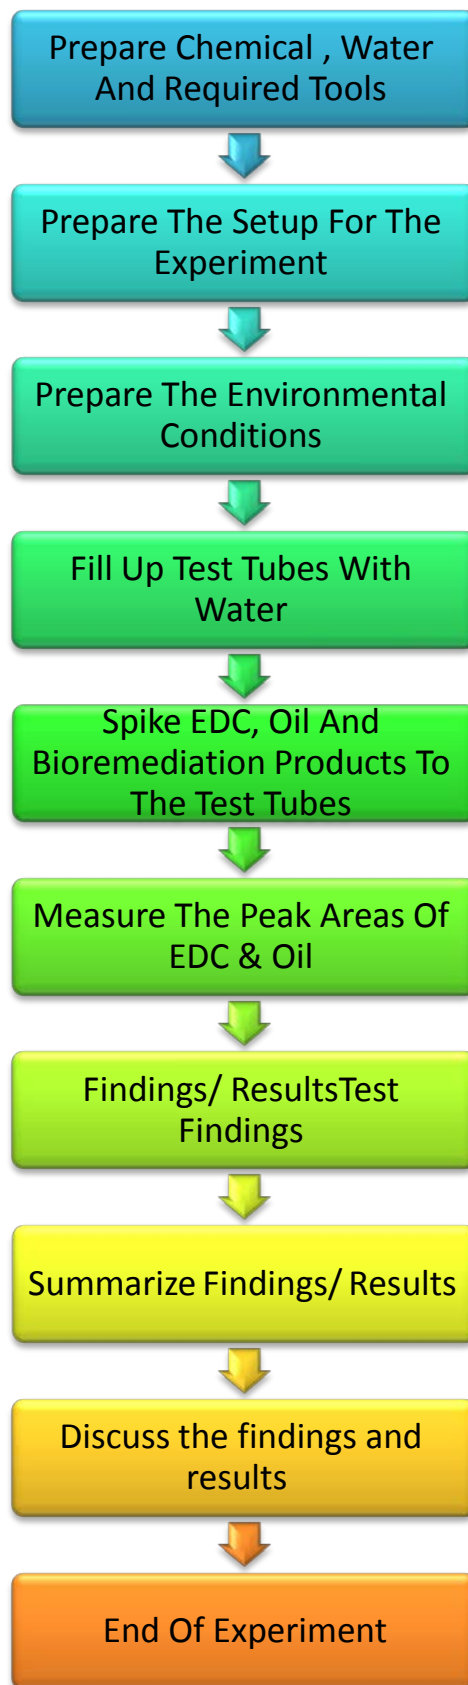 Prepare Chemical , Water
And Required Tools
Prepare The Setup For The
Experiment
Prepare The Environmental
Conditions
Fill Up Test Tubes With
Water
Spike EDC, Oil And
Bioremediation Products To
The Test Tubes
Measure The Peak Areas Of
EDC & Oil
Findings/ ResultsTest
Findings
Summarize Findings/ Results
Discuss the findings and
results
End Of Experiment